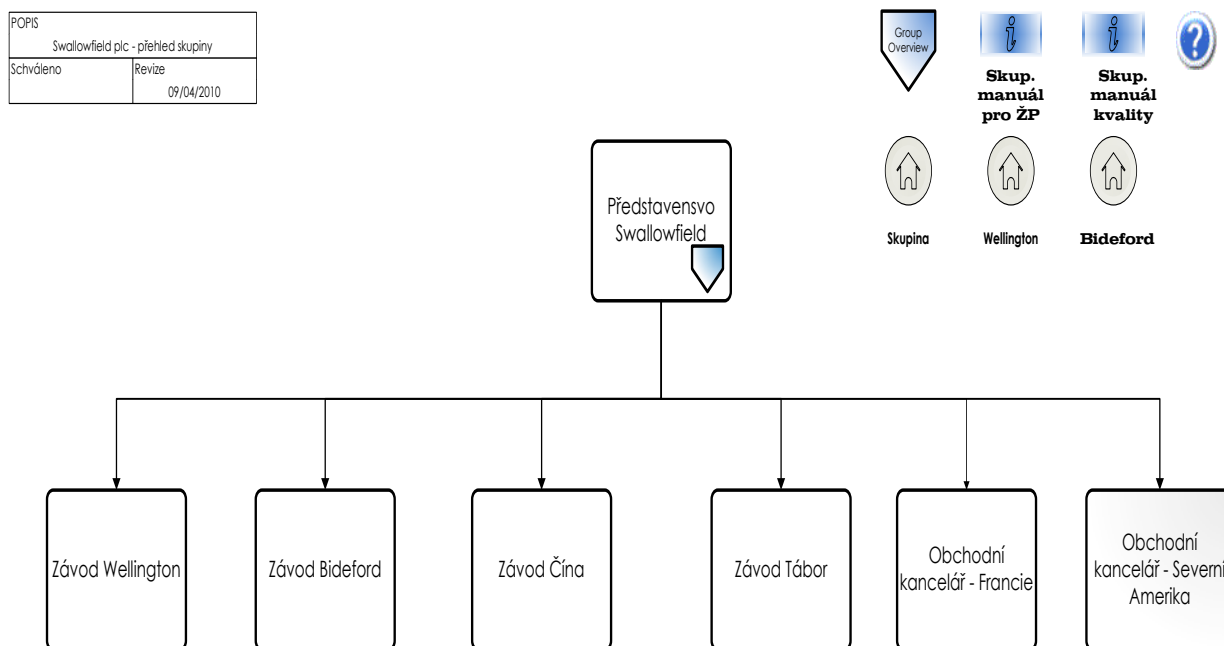 POPIS
Swallowfield plc - přehled skupiny
Schváleno
Revize
09/04/2010
Group
Overview
Skup.
manuál
pro ŽP
Skup.
manuál
kvality
Skupina
Wellington
Bideford
Představensvo
Swallowfield
Závod Wellington
Závod Bideford
Závod Čína
Závod Tábor
Obchodní
kancelář - Francie
Obchodní
kancelář - Severni
Amerika